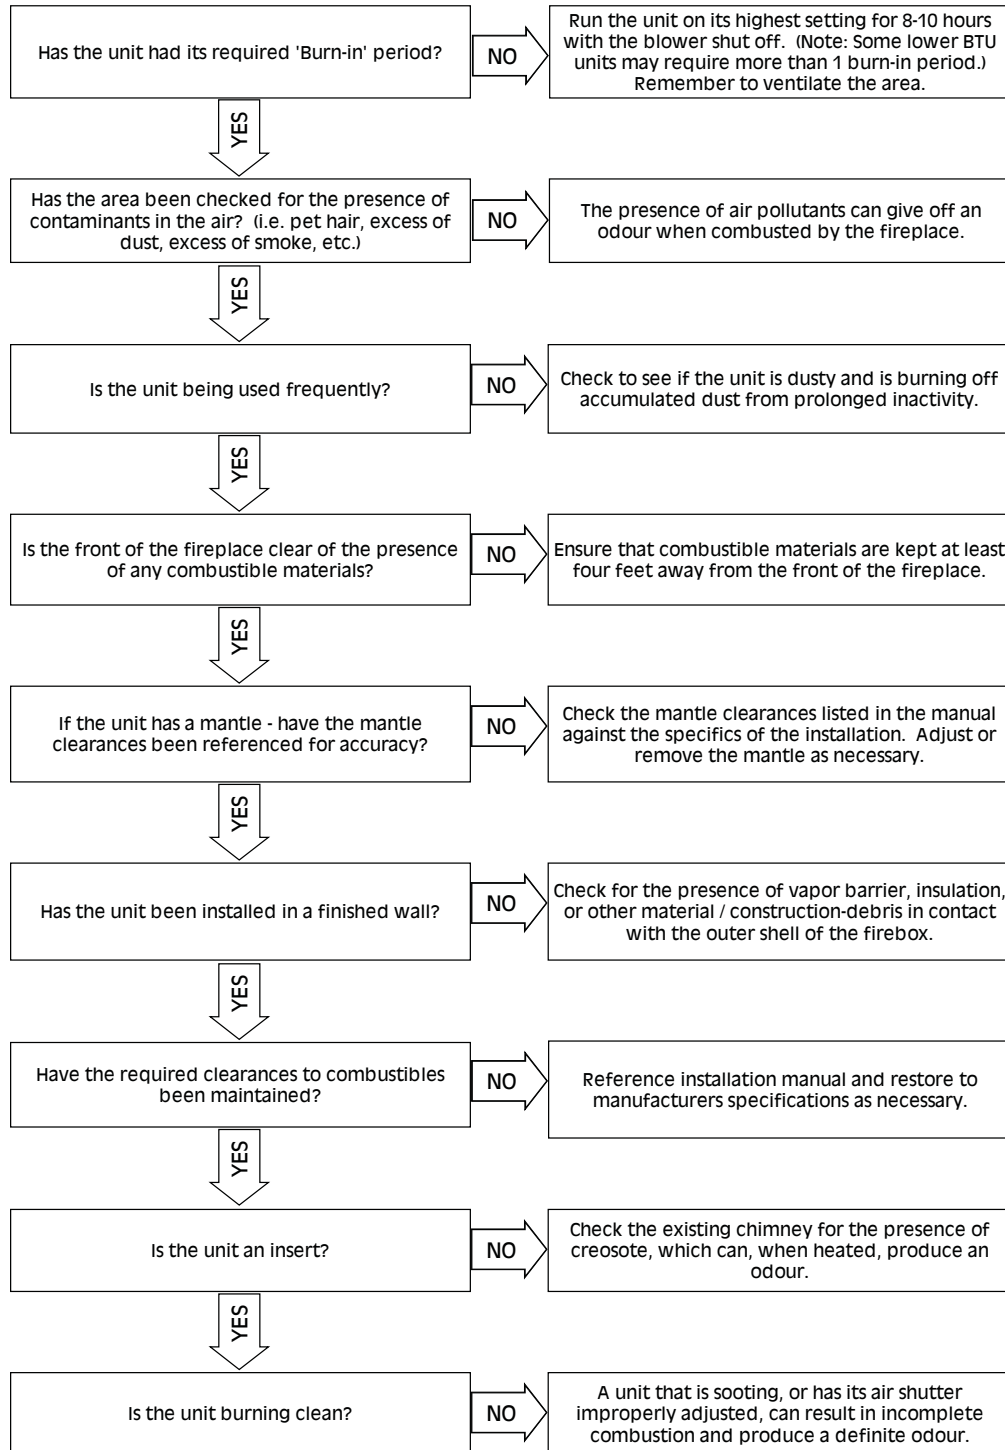 Has the unit had its required 'Burn-in' period?
NO
Run the unit on its highest setting for 8-10 hours
with the blower shut off.  (Note: Some lower BTU
units may require more than 1 burn-in period.)
Remember to ventilate the area.
YES
Has the area been checked for the presence of
contaminants in the air?  (i.e. pet hair, excess of
dust, excess of smoke, etc.)
NO
The presence of air pollutants can give off an
odour when combusted by the fireplace.
YES
Is the unit being used frequently?
NO
Check to see if the unit is dusty and is burning off
accumulated dust from prolonged inactivity.
YES
Is the front of the fireplace clear of the presence
of any combustible materials?
NO
Ensure that combustible materials are kept at least
four feet away from the front of the fireplace.
YES
If the unit has a mantle - have the mantle
clearances been referenced for accuracy?
NO
Check the mantle clearances listed in the manual
against the specifics of the installation.  Adjust or
remove the mantle as necessary.
YES
Has the unit been installed in a finished wall?
NO
Check for the presence of vapor barrier, insulation,
or other material / construction-debris in contact
with the outer shell of the firebox.
YES
Have the required clearances to combustibles
been maintained?
NO
Reference installation manual and restore to
manufacturers specifications as necessary.
YES
Is the unit an insert?
NO
Check the existing chimney for the presence of
creosote, which can, when heated, produce an
odour.
YES
Is the unit burning clean?
NO
A unit that is sooting, or has its air shutter
improperly adjusted, can result in incomplete
combustion and produce a definite odour.